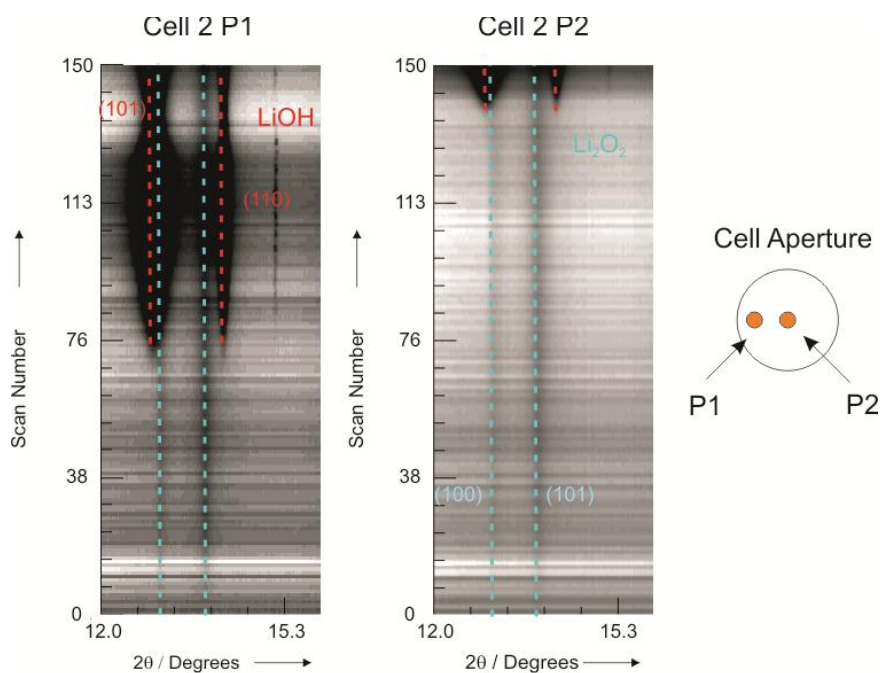 Cell 2 P1
Cell 2 P2
150
113
76
38
0
Scan Number
12.0
15.3
2θ / Degrees
(101)
LiOH
(110)
150
113
76
38
0
Scan Number
12.0
15.3
2θ / Degrees
Li₂O₂
(100)
(101)
Cell Aperture
P1
P2